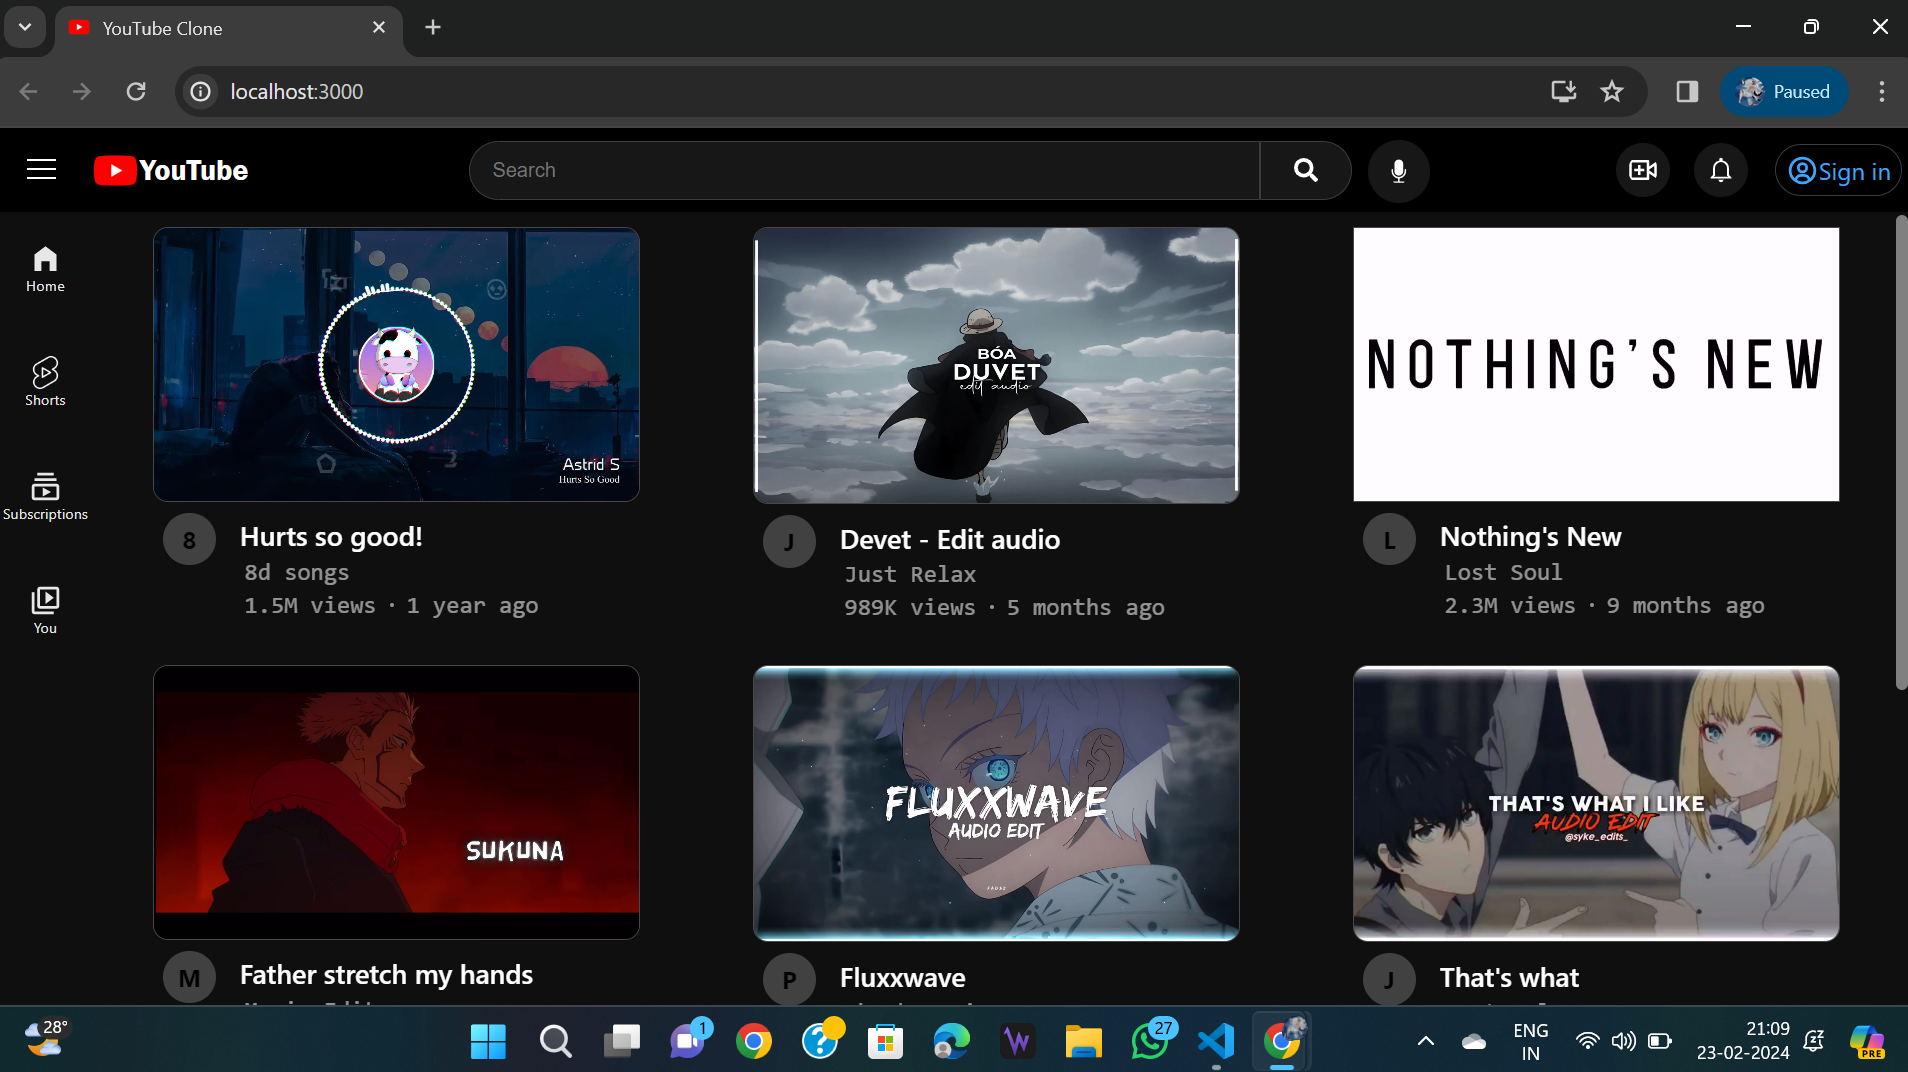 YouTube Clone
localhost:3000
Paused
YouTube
Search
Sign in
Home
Shorts
Subscriptions
You
Astrid S
Hurts So Good
BÓA
DUVET
edit audio
NOTHING'S NEW
8
Hurts so good!
8d songs
1.5M views · 1 year ago
J
Devet - Edit audio
Just Relax
989K views · 5 months ago
L
Nothing's New
Lost Soul
2.3M views · 9 months ago
SUKUNA
FLUXXWAVE
AUDIO EDIT
THAT'S WHAT I LIKE
AUDIO EDIT
@syke_edits_
M
Father stretch my hands
P
Fluxxwave
J
That's what
28°
1
27
ENG
IN
21:09
23-02-2024
PRE